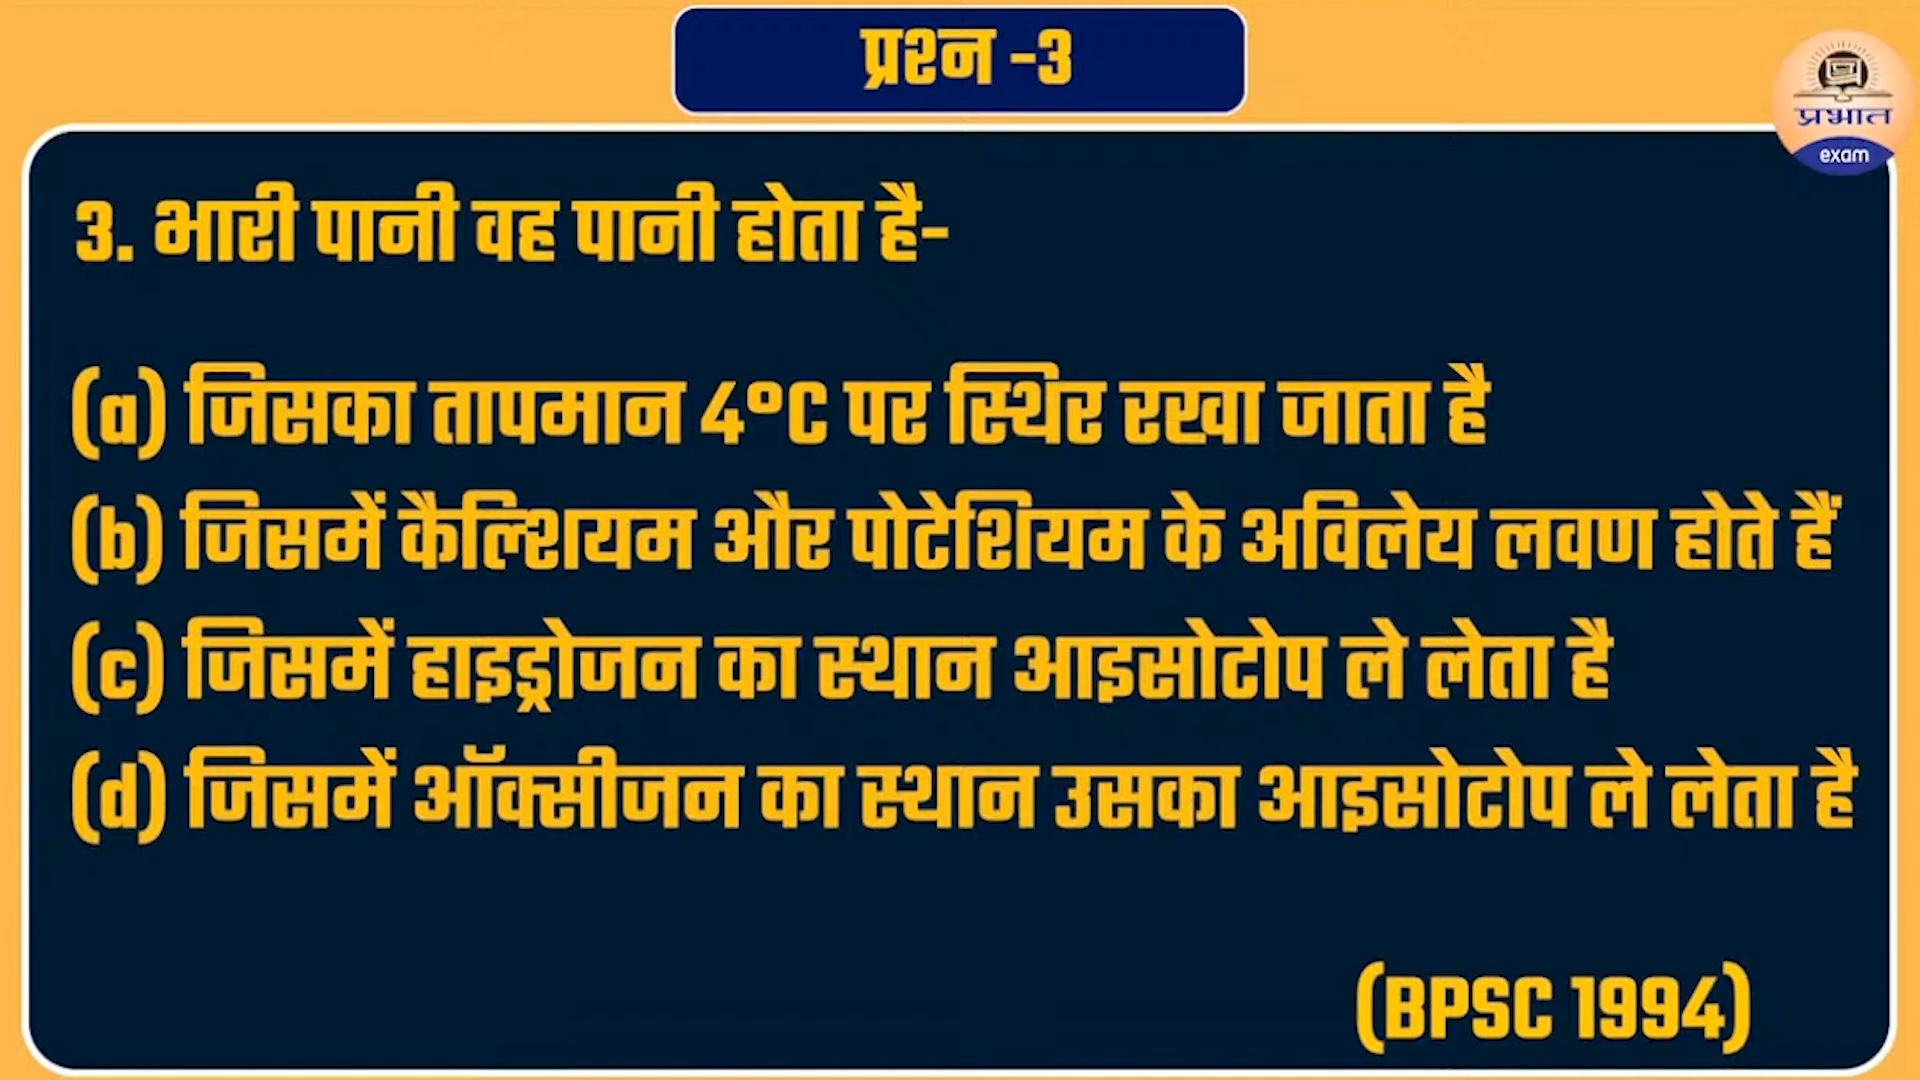 प्रश्न -3
प्रभात
exam
3. भारी पानी वह पानी होता है-
(a) जिसका तापमान 4°C पर स्थिर रखा जाता है
(b) जिसमें कैल्शियम और पोटेशियम के अविलेय लवण होते हैं
(c) जिसमें हाइड्रोजन का स्थान आइसोटोप ले लेता है
(d) जिसमें ऑक्सीजन का स्थान उसका आइसोटोप ले लेता है
(BPSC 1994)